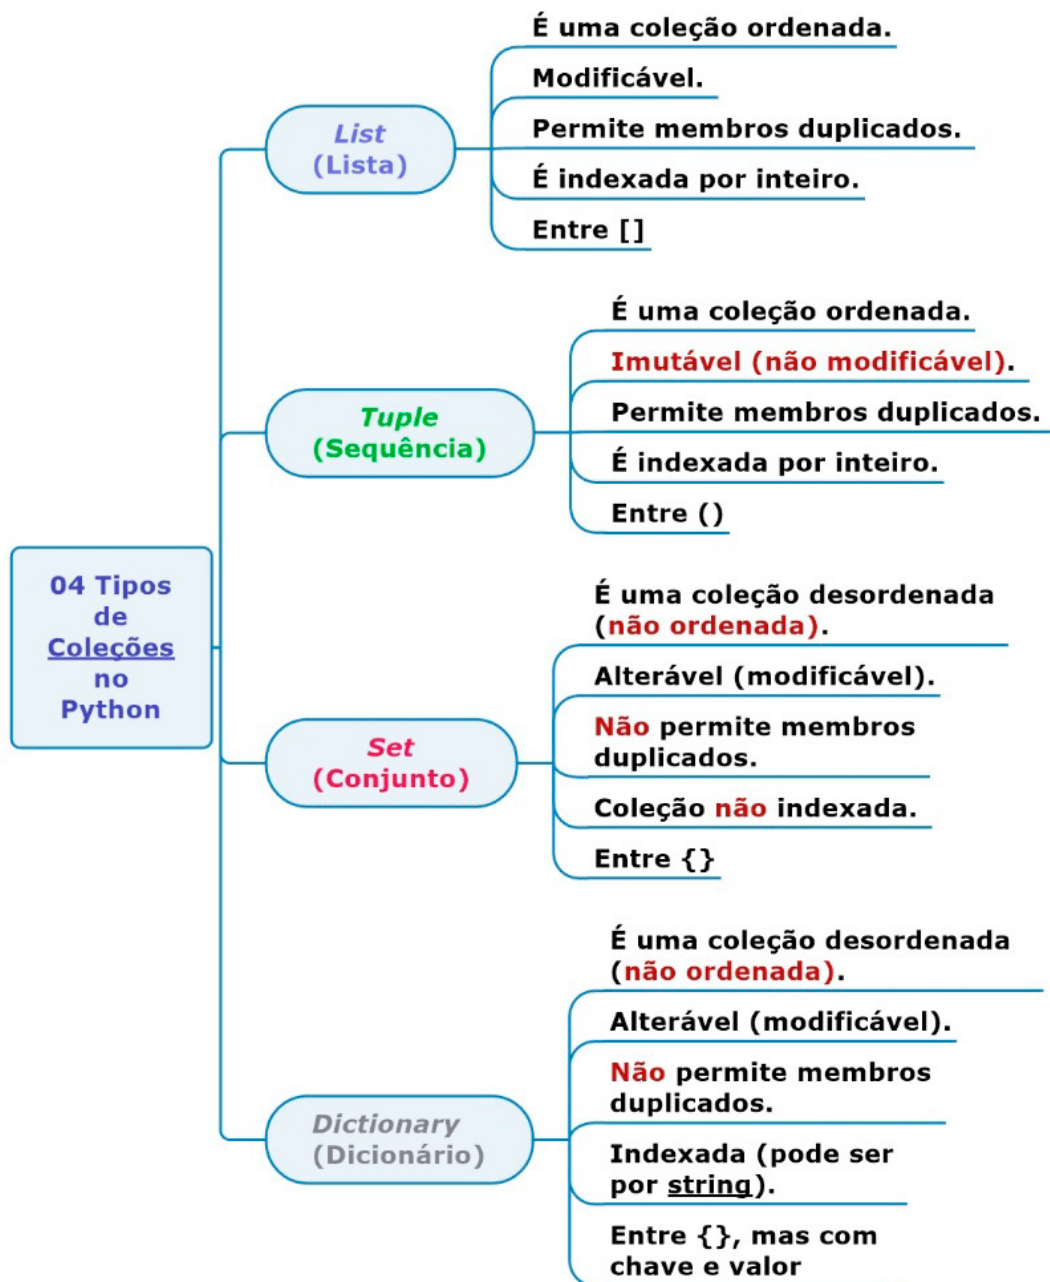 04 Tipos
de
Coleções
no
Python
List
(Lista)
É uma coleção ordenada.
Modificável.
Permite membros duplicados.
É indexada por inteiro.
Entre []
Tuple
(Sequência)
É uma coleção ordenada.
Imutável (não modificável).
Permite membros duplicados.
É indexada por inteiro.
Entre ()
Set
(Conjunto)
É uma coleção desordenada
(não ordenada).
Alterável (modificável).
Não permite membros
duplicados.
Coleção não indexada.
Entre {}
Dictionary
(Dicionário)
É uma coleção desordenada
(não ordenada).
Alterável (modificável).
Não permite membros
duplicados.
Indexada (pode ser
por string).
Entre {}, mas com
chave e valor